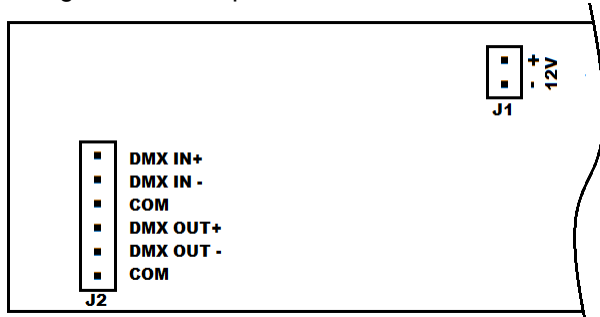 +
-
12V
J1
DMX IN+
DMX IN -
COM
DMX OUT+
DMX OUT -
COM
J2